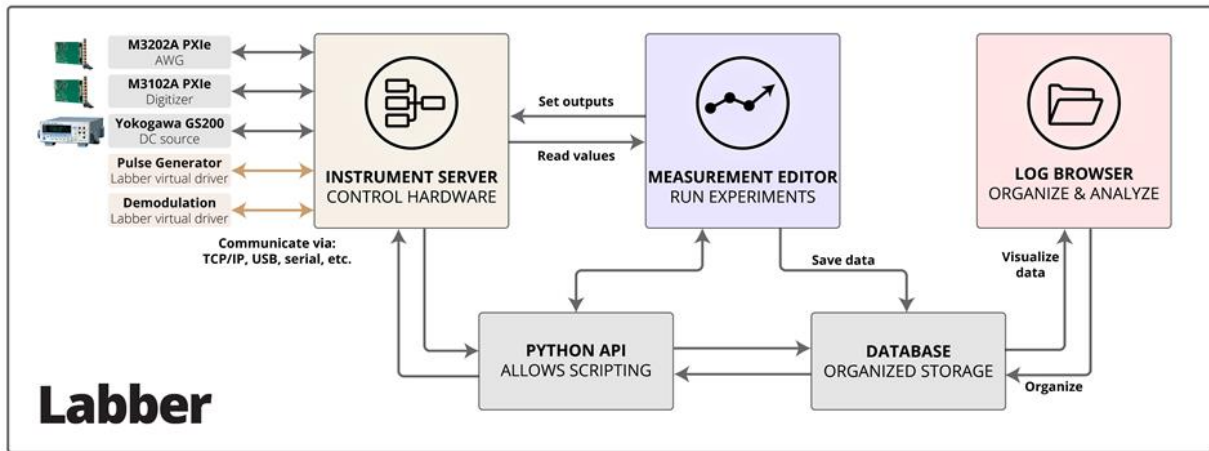 M3202A PXIe
AWG
M3102A PXIe
Digitizer
Yokogawa GS200
DC source
Pulse Generator
Labber virtual driver
Demodulation
Labber virtual driver
Communicate via:
TCP/IP, USB, serial, etc.
INSTRUMENT SERVER
CONTROL HARDWARE
Set outputs
Read values
MEASUREMENT EDITOR
RUN EXPERIMENTS
LOG BROWSER
ORGANIZE & ANALYZE
Save data
Visualize
data
PYTHON API
ALLOWS SCRIPTING
DATABASE
ORGANIZED STORAGE
Organize
Labber